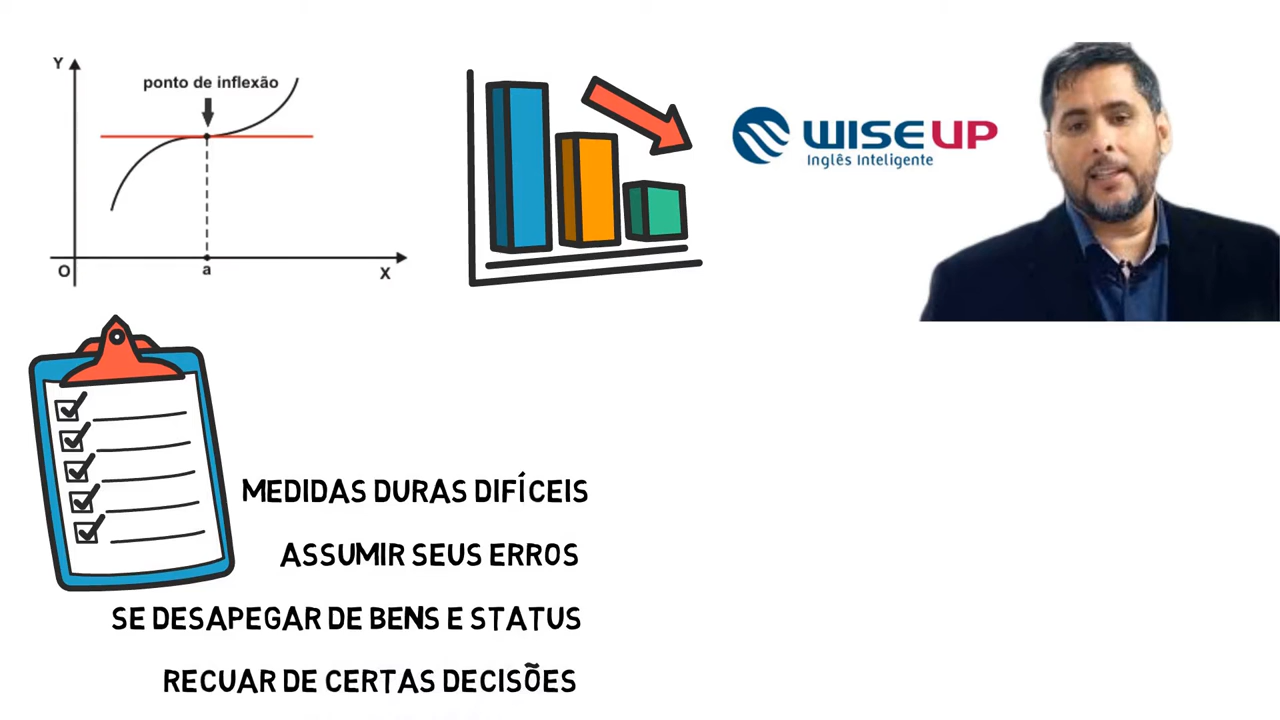 Y
ponto de inflexão
O
a
X
WISE UP
Inglês Inteligente
MEDIDAS DURAS DIFÍCEIS
ASSUMIR SEUS ERROS
SE DESAPEGAR DE BENS E STATUS
RECUAR DE CERTAS DECISÕES